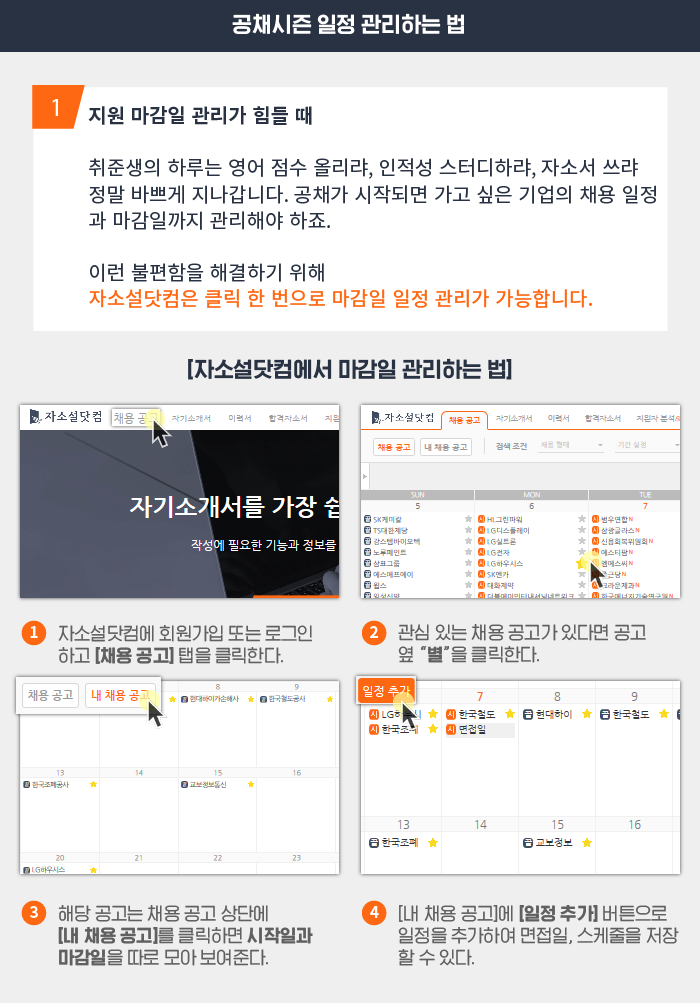 공채시즌 일정 관리하는 법
1
지원 마감일 관리가 힘들 때
취준생의 하루는 영어 점수 올리랴, 인적성 스터디하랴, 자소서 쓰랴
정말 바쁘게 지나갑니다. 공채가 시작되면 가고 싶은 기업의 채용 일정
과 마감일까지 관리해야 하죠.
이런 불편함을 해결하기 위해
자소설닷컴은 클릭 한 번으로 마감일 일정 관리가 가능합니다.
[자소설닷컴에서 마감일 관리하는 법]
자소설닷컴 채용 공고 자기소개서 이력서 합격자소서 지원
자기소개서를 가장 쉽
작성에 필요한 기능과 정보를
자소설닷컴 채용 공고 자기소개서 이력서 합격자소서 지원자 분석
채용 공고 내 채용 공고 검색 조건 채용 형태 기간 설정
SUN MON TUE
5 6 7
SK케미칼 HL그린파워 범우연합 N
TS대한제당 LG디스플레이 삼광글라스 N
강스템바이오텍 LG실트론 신용회복위원회 N
노루페인트 LG전자 에스티팜 N
삼표그룹 LG하우시스 엠에스씨 N
에스에프에이 SK엔카 N
윕스 대화제약 N
1 자소설닷컴에 회원가입 또는 로그인
하고 [채용 공고] 탭을 클릭한다.
2 관심 있는 채용 공고가 있다면 공고
옆 “별”을 클릭한다.
채용 공고 내 채용 공고
8 9
현대하이카손해사 한국철도공사
13 14 15 16
한국조폐공사 교보정보통신
20 21 22 23
LG하우시스
일정 추가
7 8 9
시 한국철도 현대하이 한국철도
시 한국조폐 시 면접일
13 14 15 16
한국조폐 교보정보
3 해당 공고는 채용 공고 상단에
[내 채용 공고]를 클릭하면 시작일과
마감일을 따로 모아 보여준다.
4 [내 채용 공고]에 [일정 추가] 버튼으로
일정을 추가하여 면접일, 스케줄을 저장
할 수 있다.